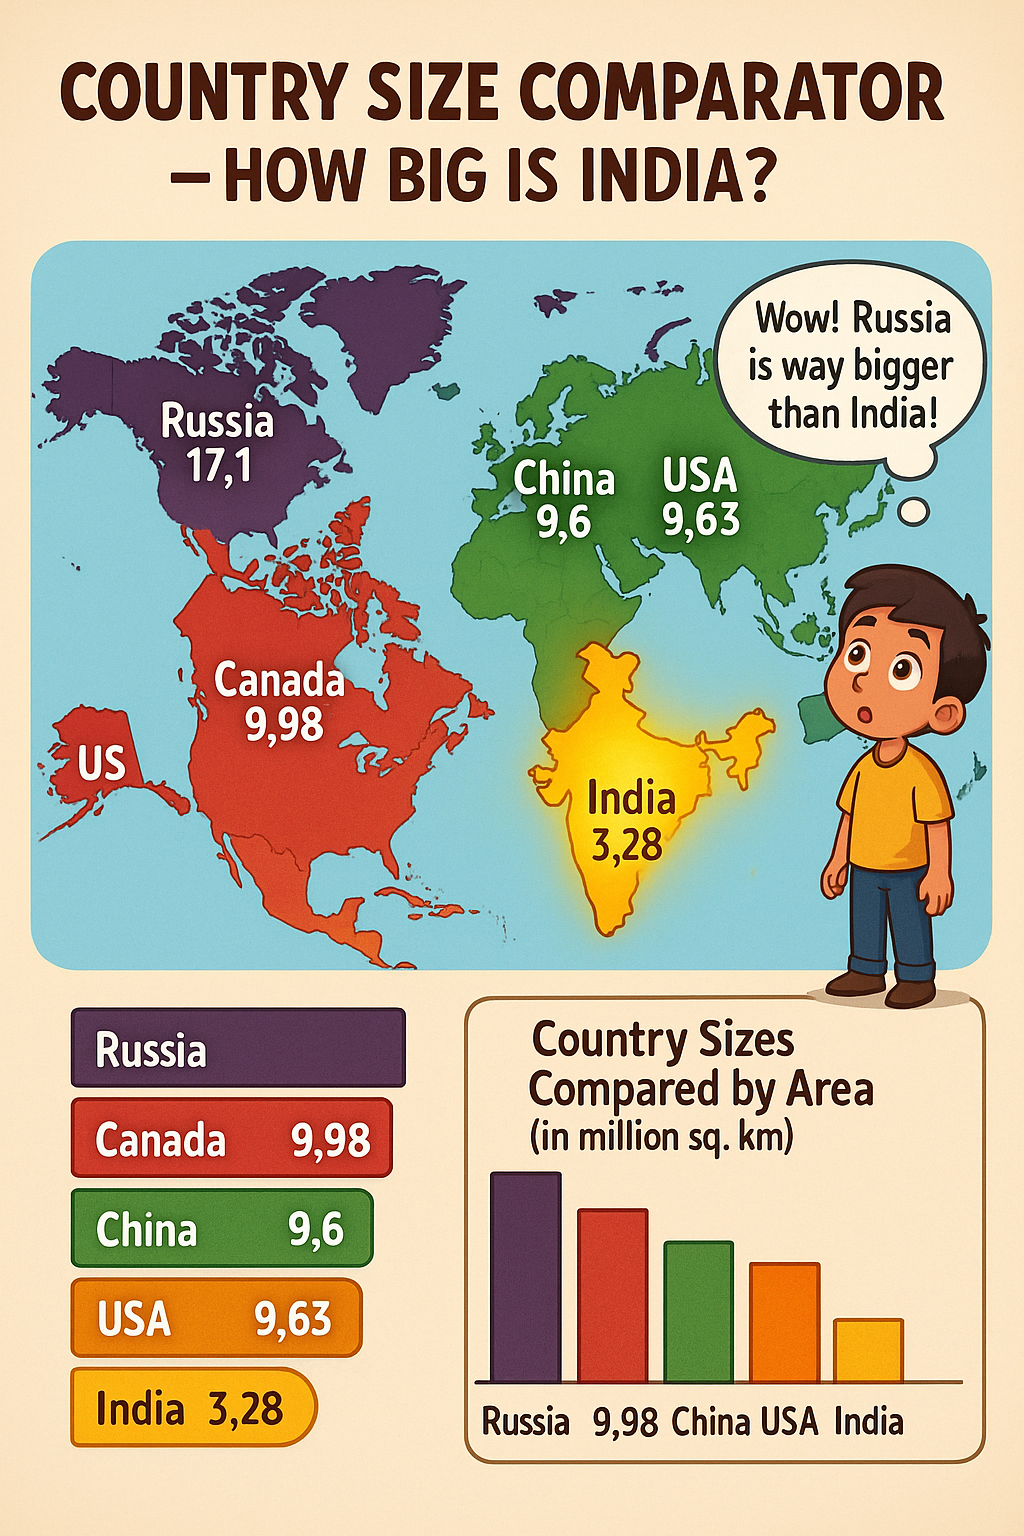 COUNTRY SIZE COMPARATOR
– HOW BIG IS INDIA?
Wow! Russia
is way bigger
than India!
Russia
17,1
China
9,6
USA
9,63
Canada
9,98
US
India
3,28
Russia
Canada 9,98
China 9,6
USA 9,63
India 3,28
Country Sizes
Compared by Area
(in million sq. km)
Russia 9,98 China USA India